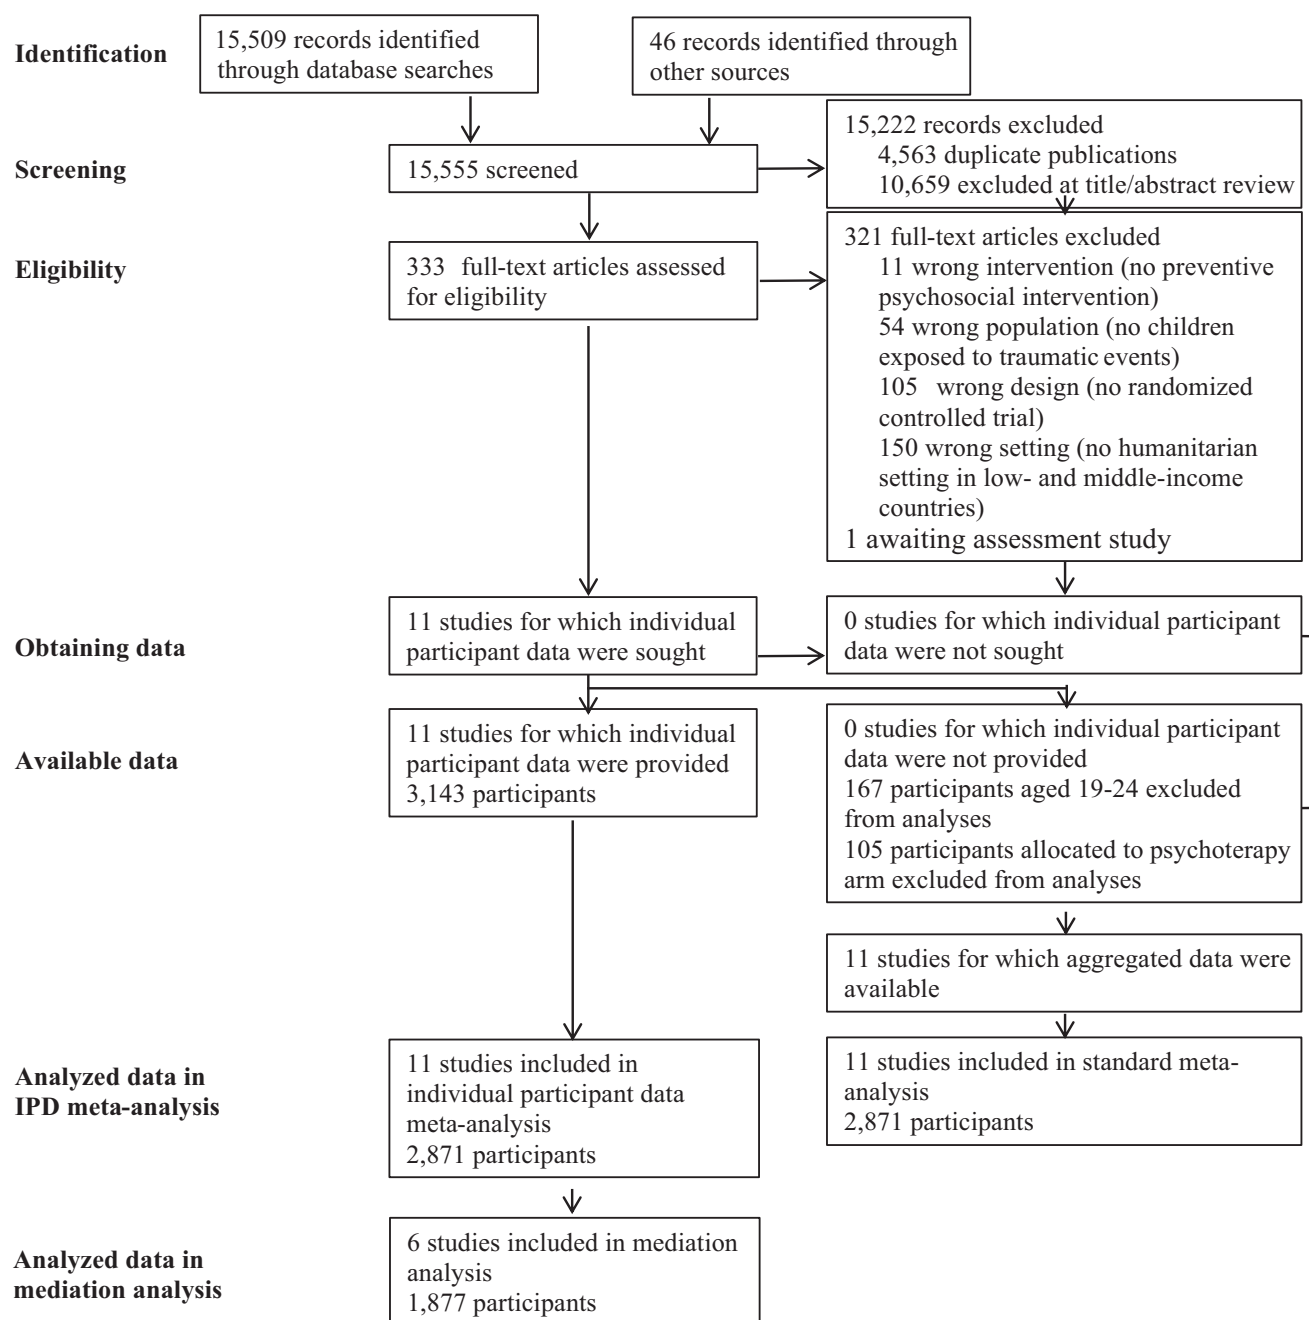 Identification
15,509 records identified
through database searches
46 records identified through
other sources
Screening
15,555 screened
15,222 records excluded
4,563 duplicate publications
10,659 excluded at title/abstract review
Eligibility
333 full-text articles assessed
for eligibility
321 full-text articles excluded
11 wrong intervention (no preventive
psychosocial intervention)
54 wrong population (no children
exposed to traumatic events)
105 wrong design (no randomized
controlled trial)
150 wrong setting (no humanitarian
setting in low- and middle-income
countries)
1 awaiting assessment study
Obtaining data
11 studies for which individual
participant data were sought
0 studies for which individual participant
data were not sought
Available data
11 studies for which individual
participant data were provided
3,143 participants
0 studies for which individual participant
data were not provided
167 participants aged 19-24 excluded
from analyses
105 participants allocated to psychoterapy
arm excluded from analyses
11 studies for which aggregated data were
available
Analyzed data in
IPD meta-analysis
11 studies included in
individual participant data
meta-analysis
2,871 participants
11 studies included in standard meta-
analysis
2,871 participants
Analyzed data in
mediation analysis
6 studies included in mediation
analysis
1,877 participants